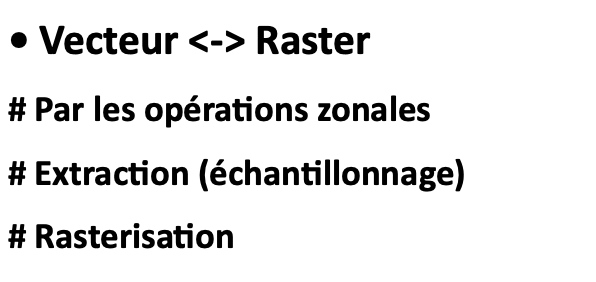 • Vecteur <-> Raster
# Par les opérations zonales
# Extraction (échantillonnage)
# Rasterisation